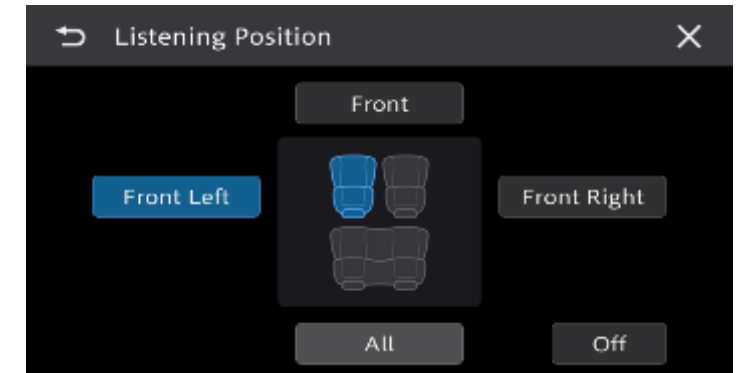 Listening Position
Front
Front Left
Front Right
All
Off